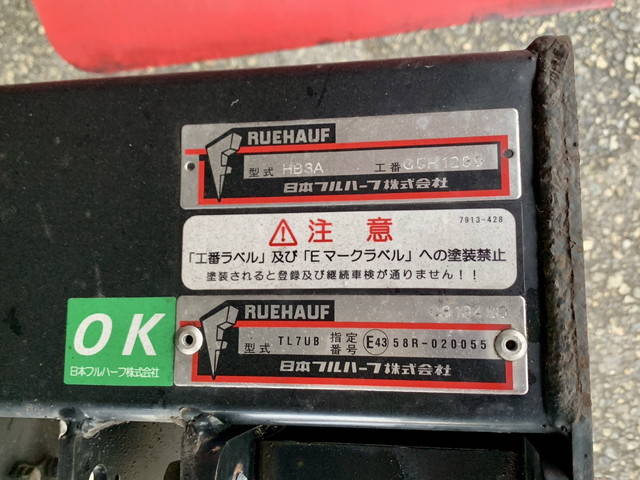 FRUEHAUF
型式 HB3A 工番
日本フルハーフ株式会社
7913-428
⚠注意
「工番ラベル」及び「Eマークラベル」への塗装禁止
塗装されると登録及び継続車検が通りません!!
FRUEHAUF
型式 TL7UB 指定番号 E43 58R-020055
日本フルハーフ株式会社
OK
日本フルハーフ株式会社